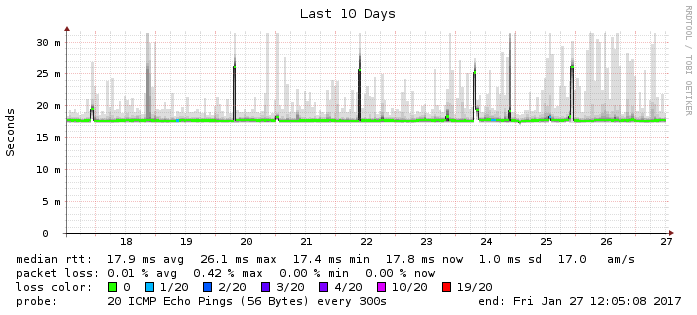 Last 10 Days
RRDTOOL / TOBI OETIKER
Seconds
30 m
25 m
20 m
15 m
10 m
5 m
0
18 19 20 21 22 23 24 25 26 27
median rtt: 17.9 ms avg 26.1 ms max 17.4 ms min 17.8 ms now 1.0 ms sd 17.0 am/s
packet loss: 0.01 % avg 0.42 % max 0.00 % min 0.00 % now
loss color: 0 1/20 2/20 3/20 4/20 10/20 19/20
probe: 20 ICMP Echo Pings (56 Bytes) every 300s end: Fri Jan 27 12:05:08 2017